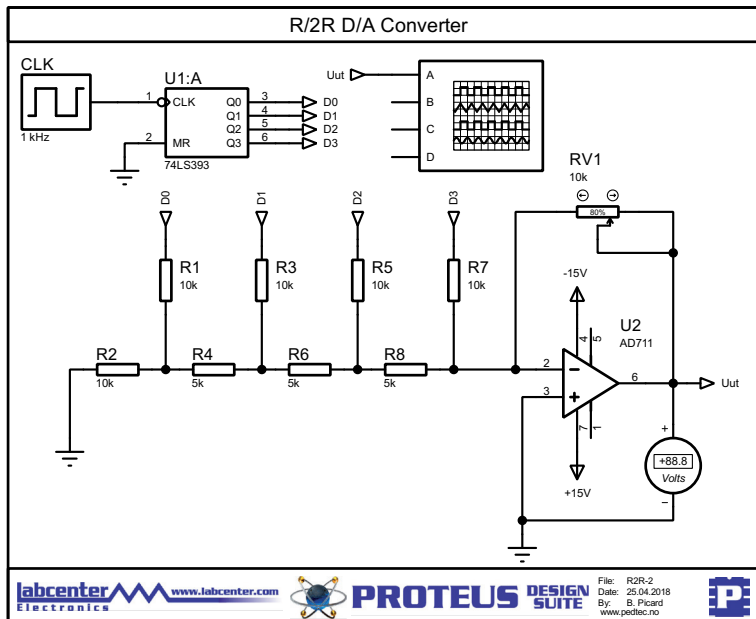 R/2R D/A Converter
CLK
1 kHz
U1:A
1 CLK Q0 3 D0
Q1 4 D1
Q2 5 D2
2 MR Q3 6 D3
74LS393
Uut
A
B
C
D
RV1
10k
80%
D0
D1
D2
D3
R1
10k
R3
10k
R5
10k
R7
10k
R2
10k
R4
5k
R6
5k
R8
5k
-15V
U2
AD711
4
5
2
3
6
7
1
+15V
Uut
+
+88.8
Volts
labcenter
Electronics
www.labcenter.com
PROTEUS DESIGN SUITE
File: R2R-2
Date: 25.04.2018
By: B. Picard
www.pedtec.no
P